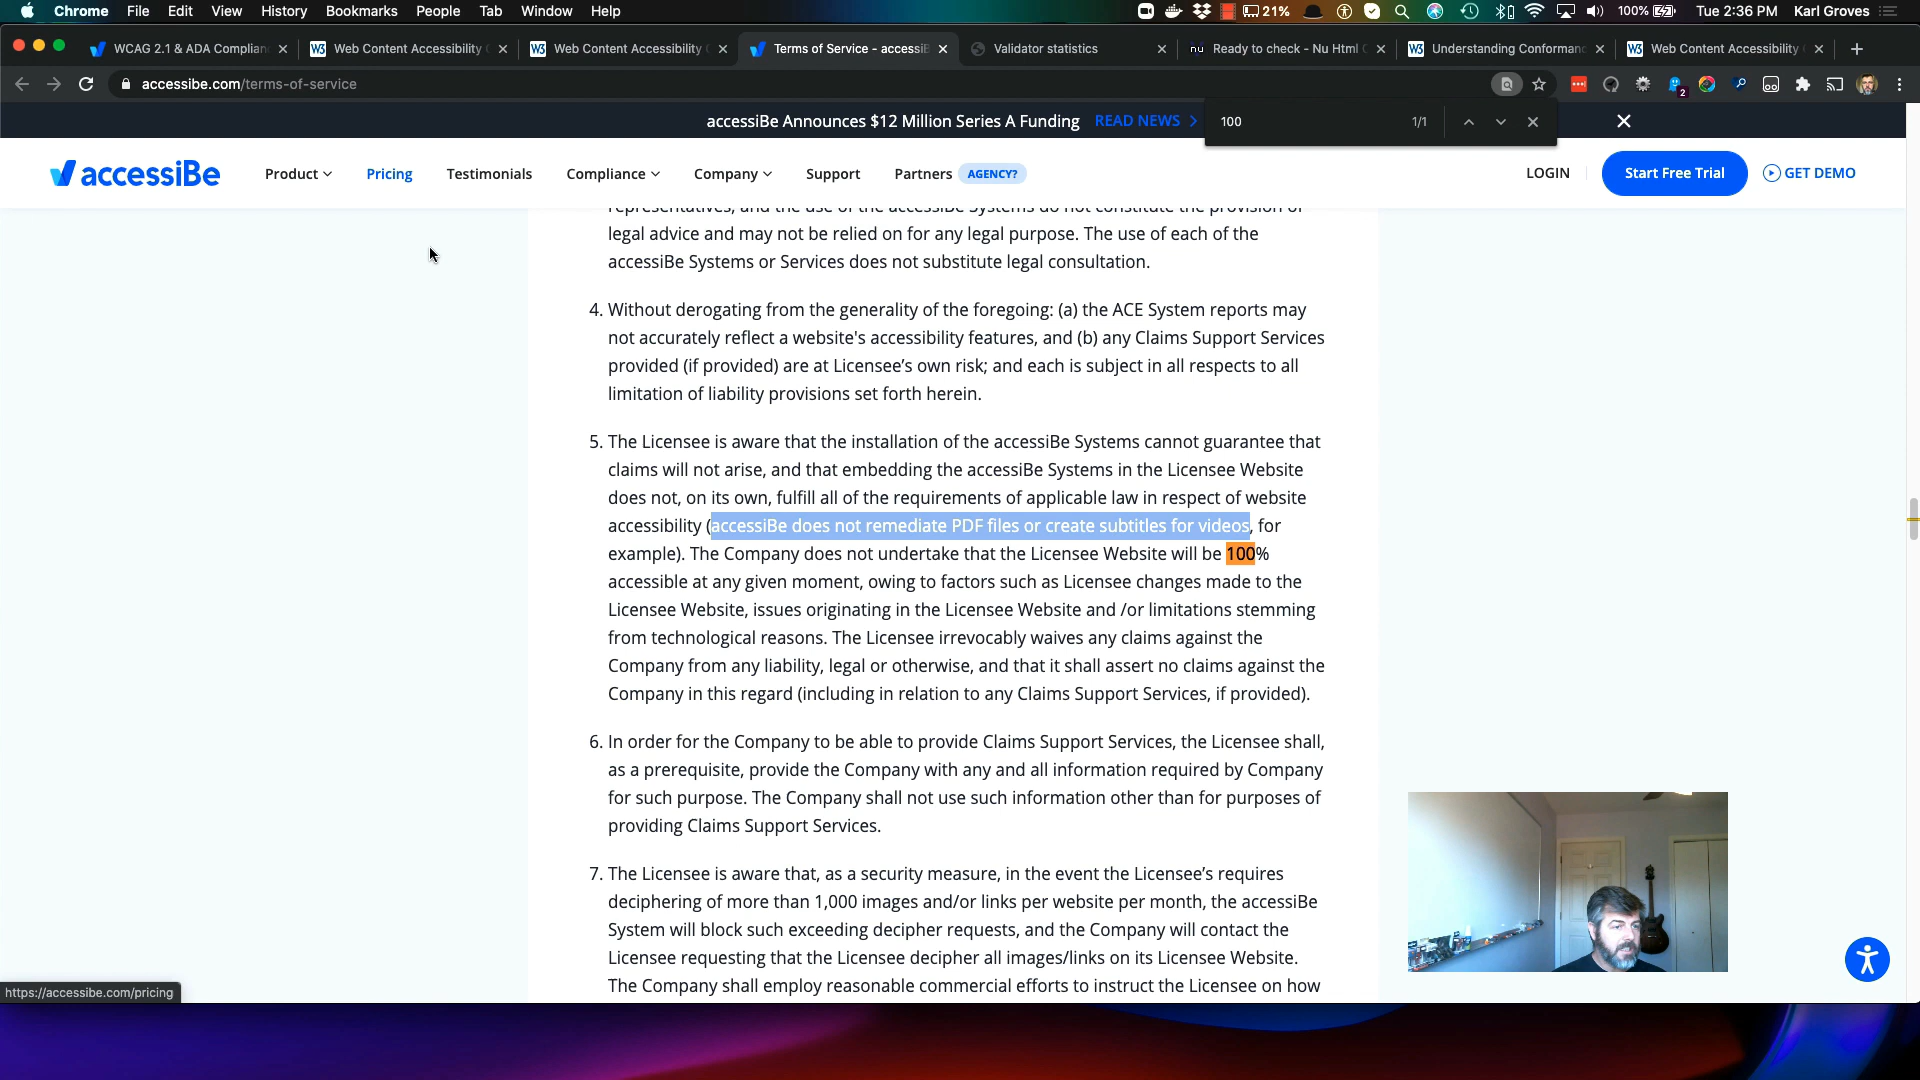 Chrome File Edit View History Bookmarks People Tab Window Help 21% 100% Tue 2:36 PM Karl Groves
WCAG 2.1 & ADA Complian Web Content Accessibility G Web Content Accessibility G Terms of Service - accessiB Validator statistics Ready to check - Nu Html C Understanding Conforman Web Content Accessibility G
accessibe.com/terms-of-service
2
accessiBe Announces $12 Million Series A Funding READ NEWS
100 1/1
accessiBe Product Pricing Testimonials Compliance Company Support Partners AGENCY? LOGIN Start Free Trial GET DEMO
representatives, and the use of the accessiBe Systems do not constitute the provision of
legal advice and may not be relied on for any legal purpose. The use of each of the
accessiBe Systems or Services does not substitute legal consultation.
4. Without derogating from the generality of the foregoing: (a) the ACE System reports may
not accurately reflect a website's accessibility features, and (b) any Claims Support Services
provided (if provided) are at Licensee’s own risk; and each is subject in all respects to all
limitation of liability provisions set forth herein.
5. The Licensee is aware that the installation of the accessiBe Systems cannot guarantee that
claims will not arise, and that embedding the accessiBe Systems in the Licensee Website
does not, on its own, fulfill all of the requirements of applicable law in respect of website
accessibility (accessiBe does not remediate PDF files or create subtitles for videos, for
example). The Company does not undertake that the Licensee Website will be 100%
accessible at any given moment, owing to factors such as Licensee changes made to the
Licensee Website, issues originating in the Licensee Website and /or limitations stemming
from technological reasons. The Licensee irrevocably waives any claims against the
Company from any liability, legal or otherwise, and that it shall assert no claims against the
Company in this regard (including in relation to any Claims Support Services, if provided).
6. In order for the Company to be able to provide Claims Support Services, the Licensee shall,
as a prerequisite, provide the Company with any and all information required by Company
for such purpose. The Company shall not use such information other than for purposes of
providing Claims Support Services.
7. The Licensee is aware that, as a security measure, in the event the Licensee’s requires
deciphering of more than 1,000 images and/or links per website per month, the accessiBe
System will block such exceeding decipher requests, and the Company will contact the
Licensee requesting that the Licensee decipher all images/links on its Licensee Website.
The Company shall employ reasonable commercial efforts to instruct the Licensee on how
https://accessibe.com/pricing